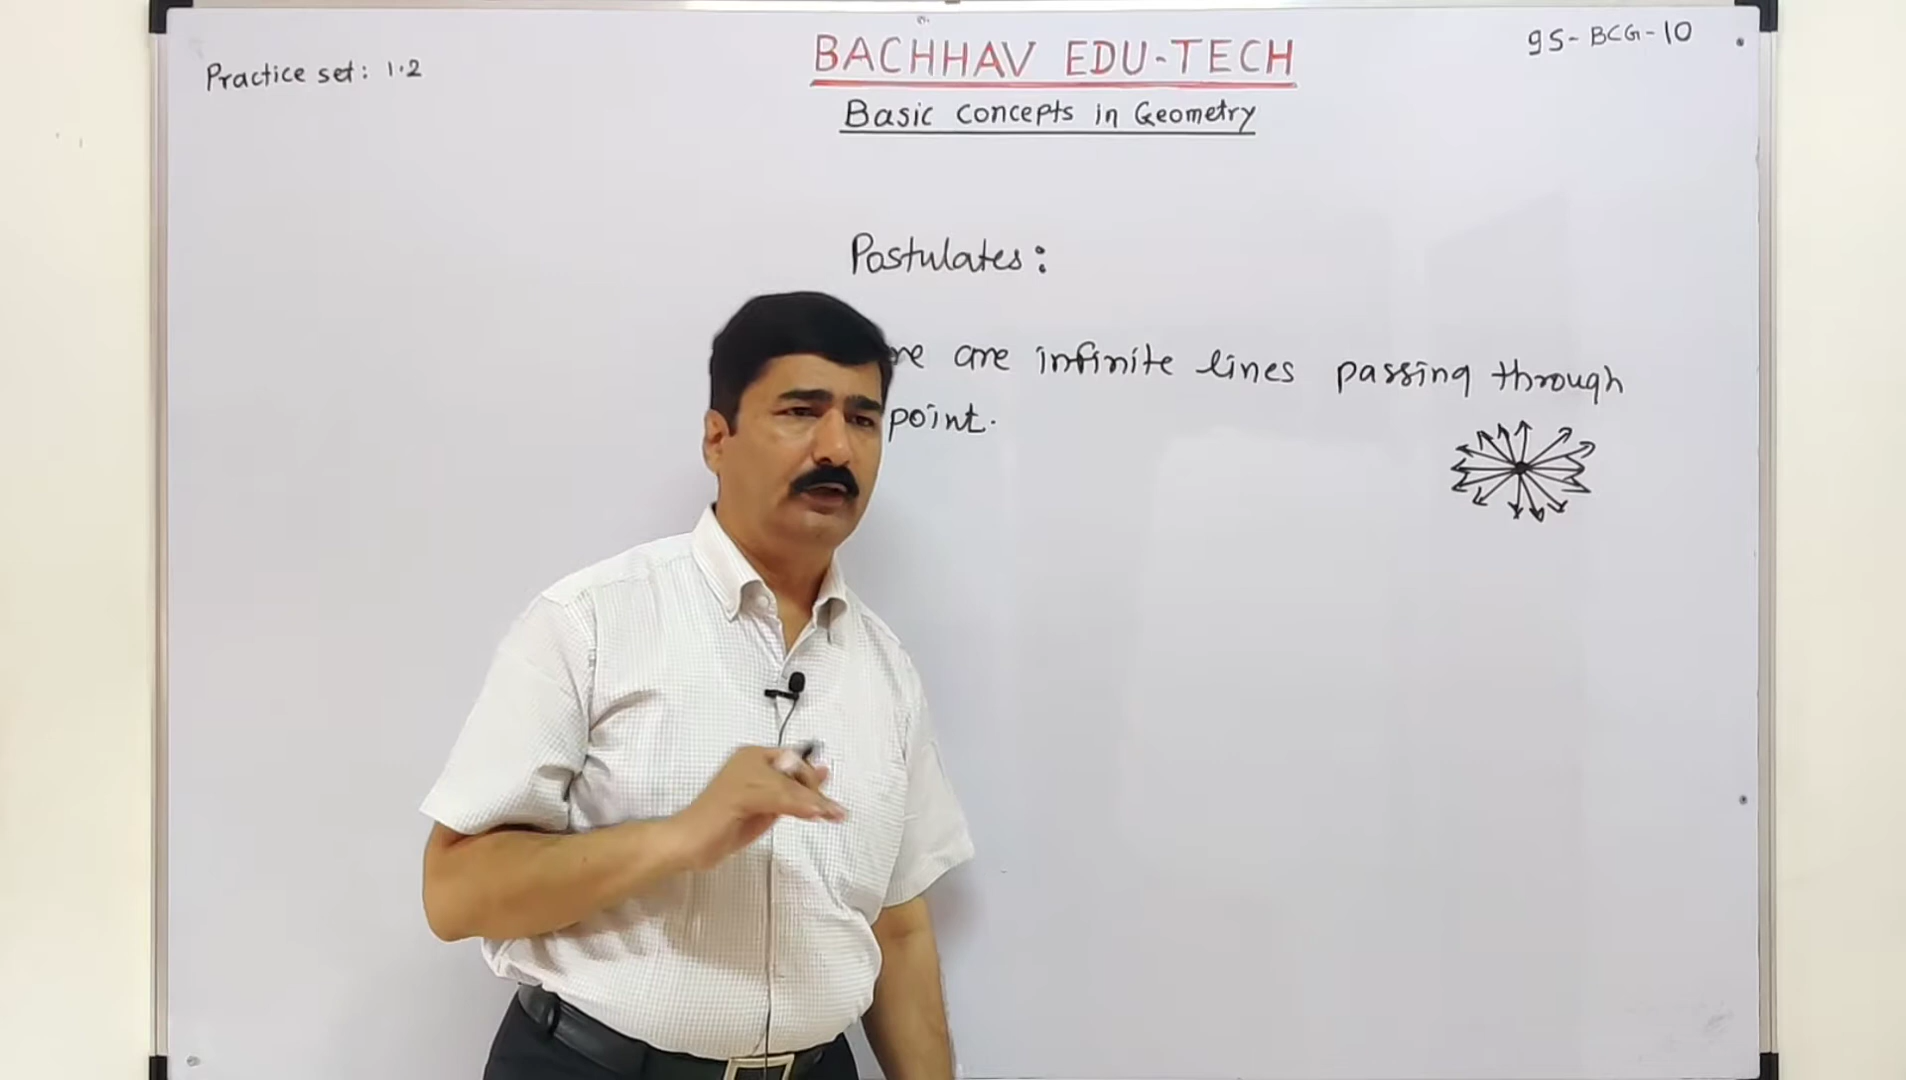 Practice set: 1.2
BACHHAV EDU-TECH
9S-BCG-10
Basic concepts in Geometry
Postulates:
are infinite lines passing through
point.